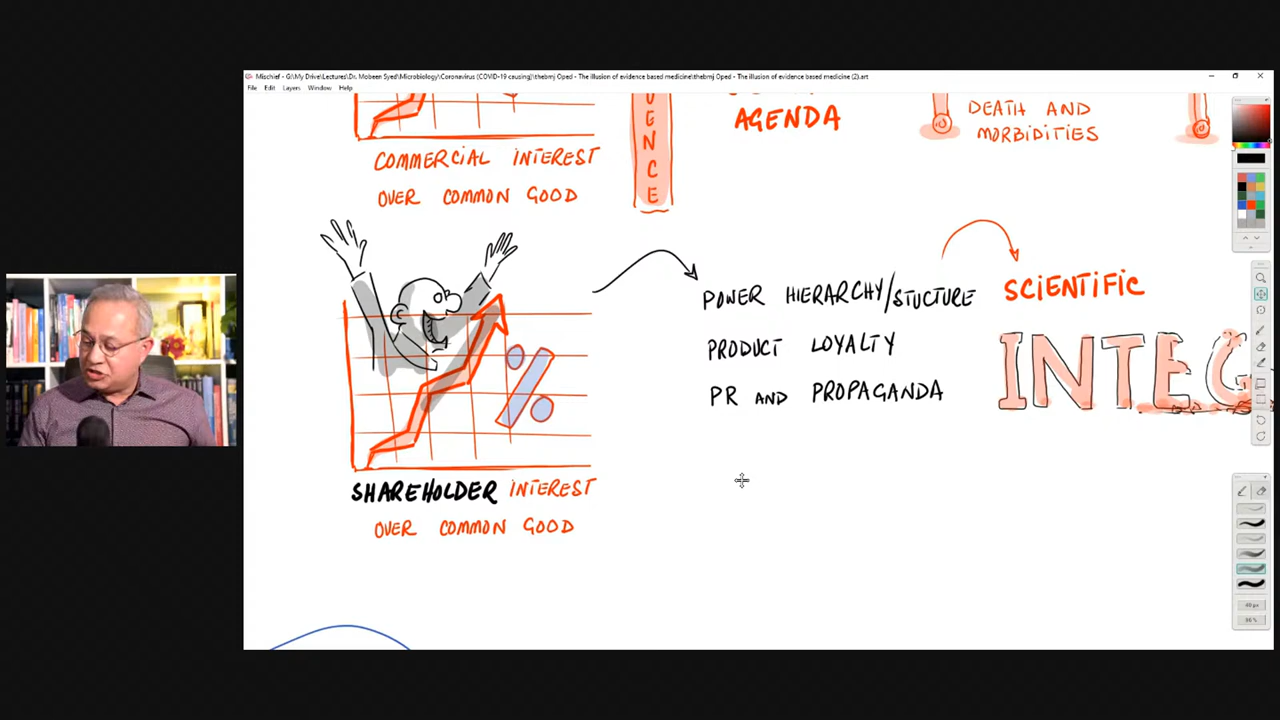 Mischief - G:\My Drive\Lectures\Dr. Mobeen Syed\Microbiology\Coronavirus (COVID-19 causing)\thebmj Oped - The illusion of evidence based medicine\thebmj Oped - The illusion of evidence based medicine (2).art
File Edit Layers Window Help
UENCE
AGENDA
DEATH AND
MORBIDITIES
COMMERCIAL INTEREST
OVER COMMON GOOD
POWER HIERARCHY/STUCTURE
PRODUCT LOYALTY
PR AND PROPAGANDA
SCIENTIFIC
INTEG
SHAREHOLDER INTEREST
OVER COMMON GOOD
%